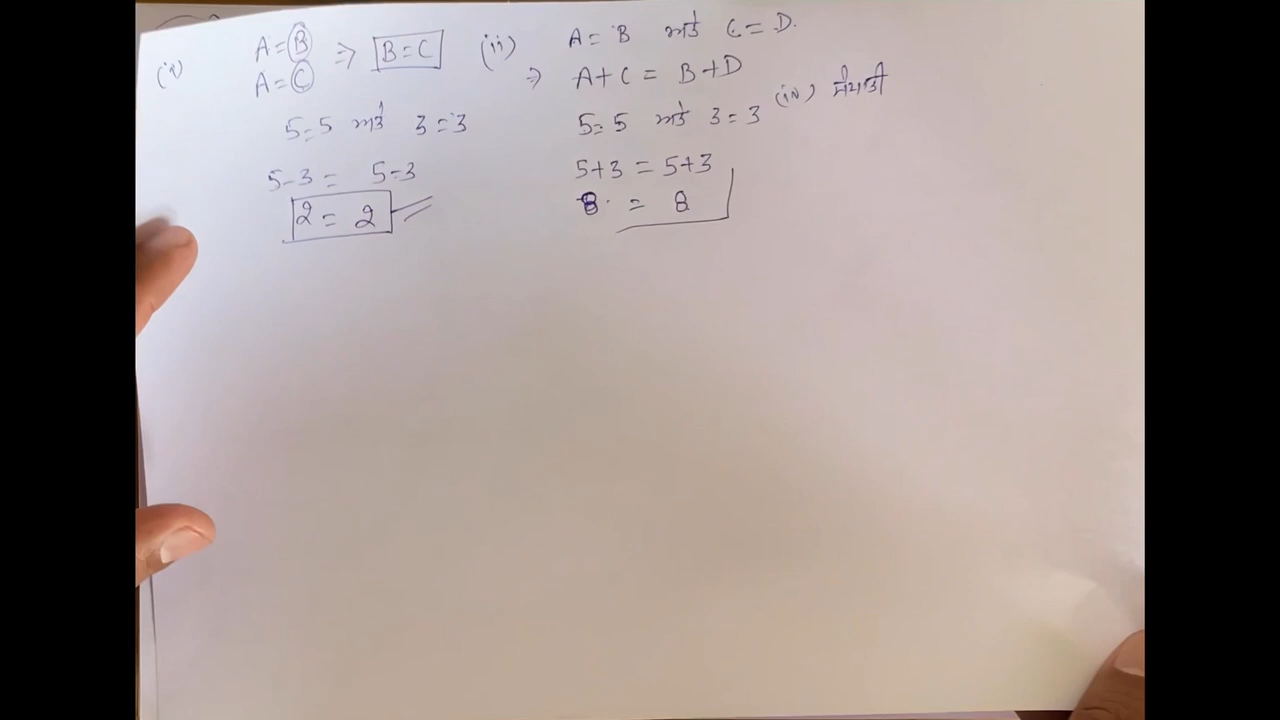 (i) A = B
A = C ⇒ B = C
5 = 5 ਅਤੇ 3 = 3
5 - 3 = 5 - 3
2 = 2
(ii) A = B ਅਤੇ C = D.
⇒ A + C = B + D
5 = 5 ਅਤੇ 3 = 3
5 + 3 = 5 + 3
8 = 8